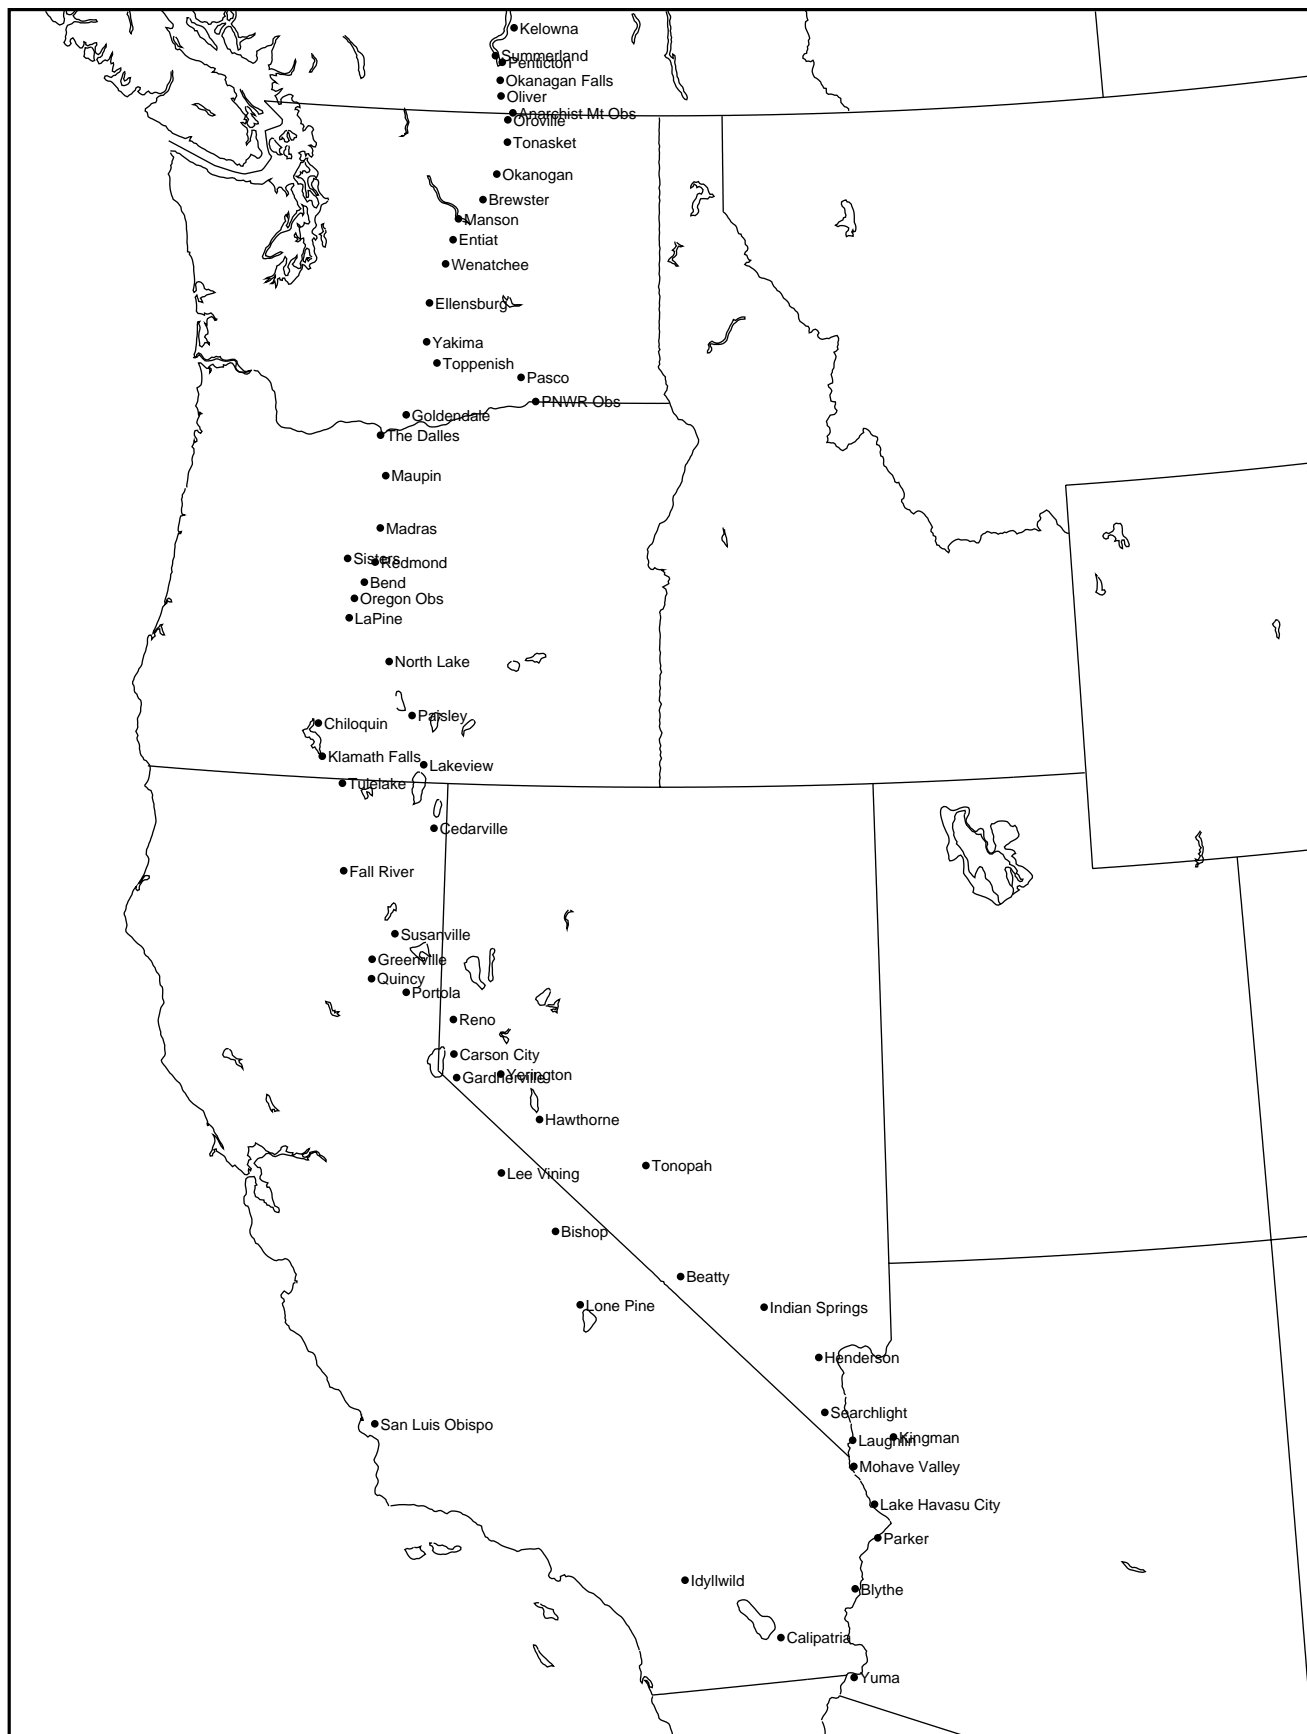 Kelowna
Summerland
Penticton
Okanagan Falls
Oliver
Anarchist Mt Obs
Oroville
Tonasket
Okanogan
Brewster
Manson
Entiat
Wenatchee
Ellensburg
Yakima
Toppenish
Pasco
PNWR Obs
Goldendale
The Dalles
Maupin
Madras
Sisters
Redmond
Bend
Oregon Obs
LaPine
North Lake
Paisley
Chiloquin
Klamath Falls
Lakeview
Tulelake
Cedarville
Fall River
Susanville
Greenville
Quincy
Portola
Reno
Carson City
Yerington
Gardnerville
Hawthorne
Tonopah
Lee Vining
Bishop
Beatty
Lone Pine
Indian Springs
Henderson
Searchlight
San Luis Obispo
Kingman
Laughlin
Mohave Valley
Lake Havasu City
Parker
Idyllwild
Blythe
Calipatria
Yuma